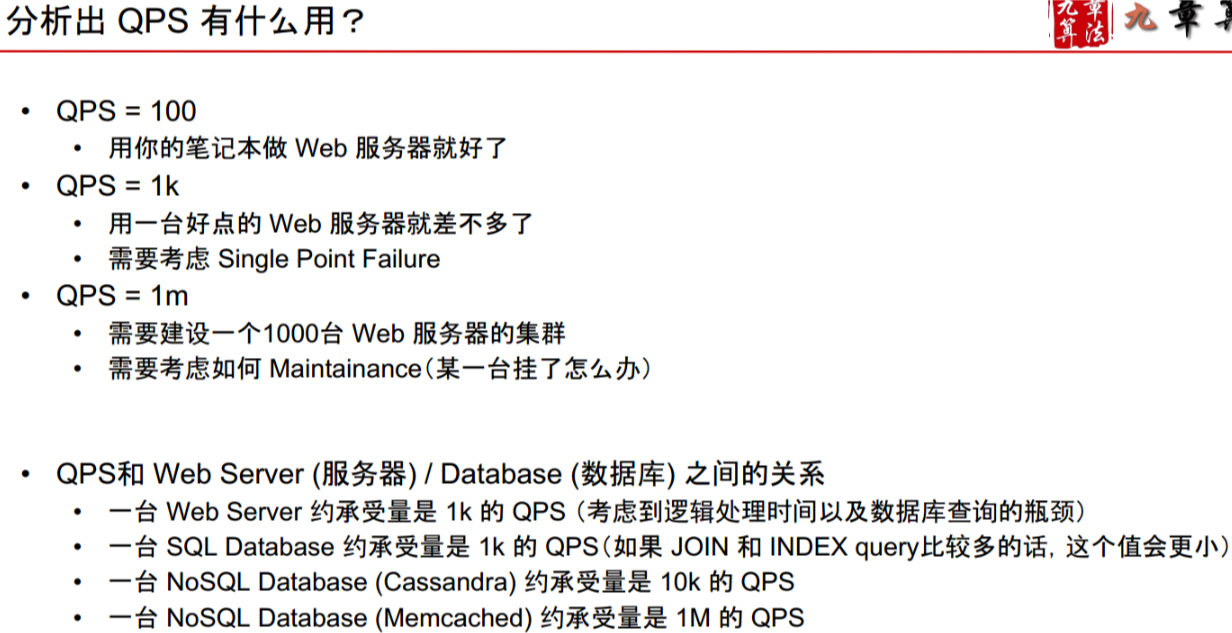 分析出 QPS 有什么用？
九章算法
九章算
• QPS = 100
• 用你的笔记本做 Web 服务器就好了
• QPS = 1k
• 用一台好点的 Web 服务器就差不多了
• 需要考虑 Single Point Failure
• QPS = 1m
• 需要建设一个1000台 Web 服务器的集群
• 需要考虑如何 Maintainance（某一台挂了怎么办）
• QPS和 Web Server (服务器) / Database (数据库) 之间的关系
• 一台 Web Server 约承受量是 1k 的 QPS（考虑到逻辑处理时间以及数据库查询的瓶颈）
• 一台 SQL Database 约承受量是 1k 的 QPS（如果 JOIN 和 INDEX query比较多的话，这个值会更小）
• 一台 NoSQL Database (Cassandra) 约承受量是 10k 的 QPS
• 一台 NoSQL Database (Memcached) 约承受量是 1M 的 QPS